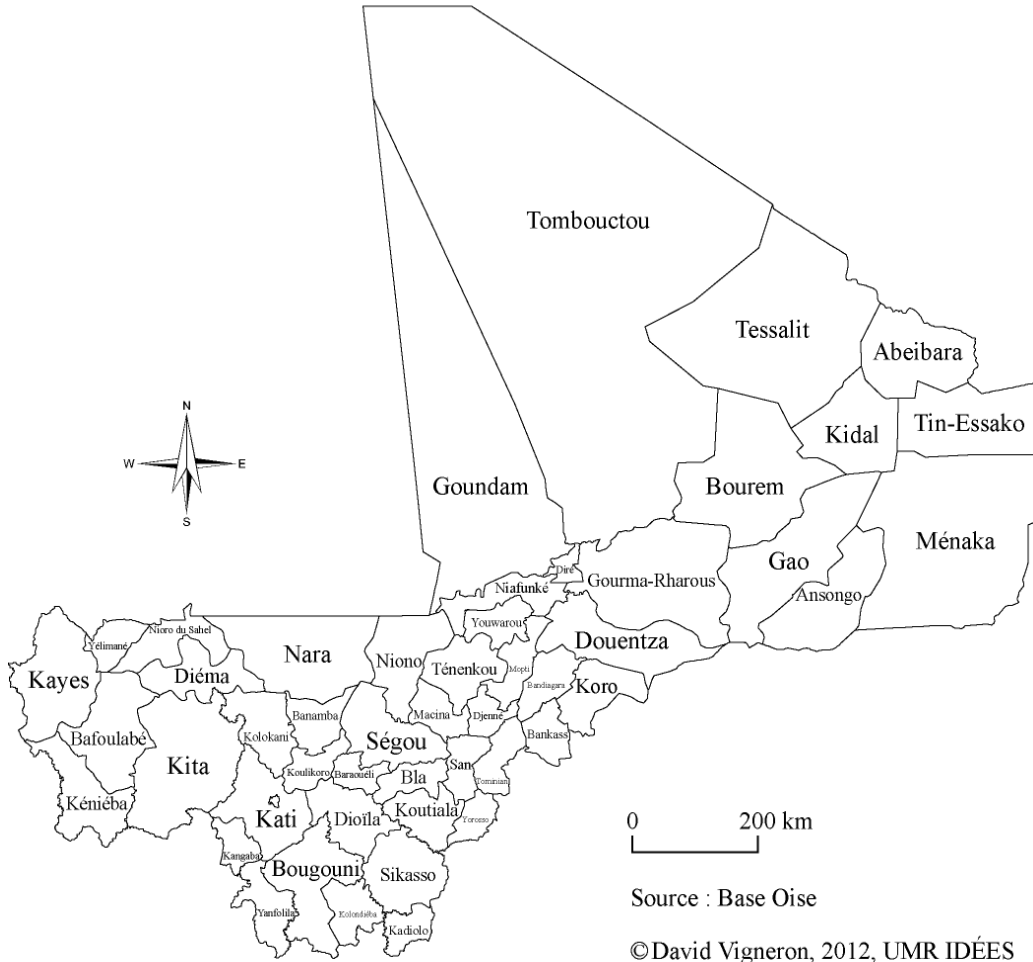 Tombouctou
Tessalit
Abeibara
Kidal
Tin-Essako
N
W
E
S
Goundam
Bourem
Ménaka
Gao
Diré
Gourma-Rharous
Niafunké
Ansongo
Youwarou
Nioro du Sahel
Yélimané
Douentza
Nara
Niono
Ténenkou
Mopti
Kayes
Diéma
Bandiagara
Koro
Banamba
Macina
Djenné
Bafoulabé
Kolokani
Ségou
Bankass
Kita
Koulikoro
Baraouéli
Bla
San
Tominian
Kéniéba
Kati
Dioïla
Koutiala
Yorosso
0
200 km
Kangaba
Bougouni
Sikasso
Yanfolila
Kolondiéba
Kadiolo
Source : Base Oise
© David Vigneron, 2012, UMR IDÉES